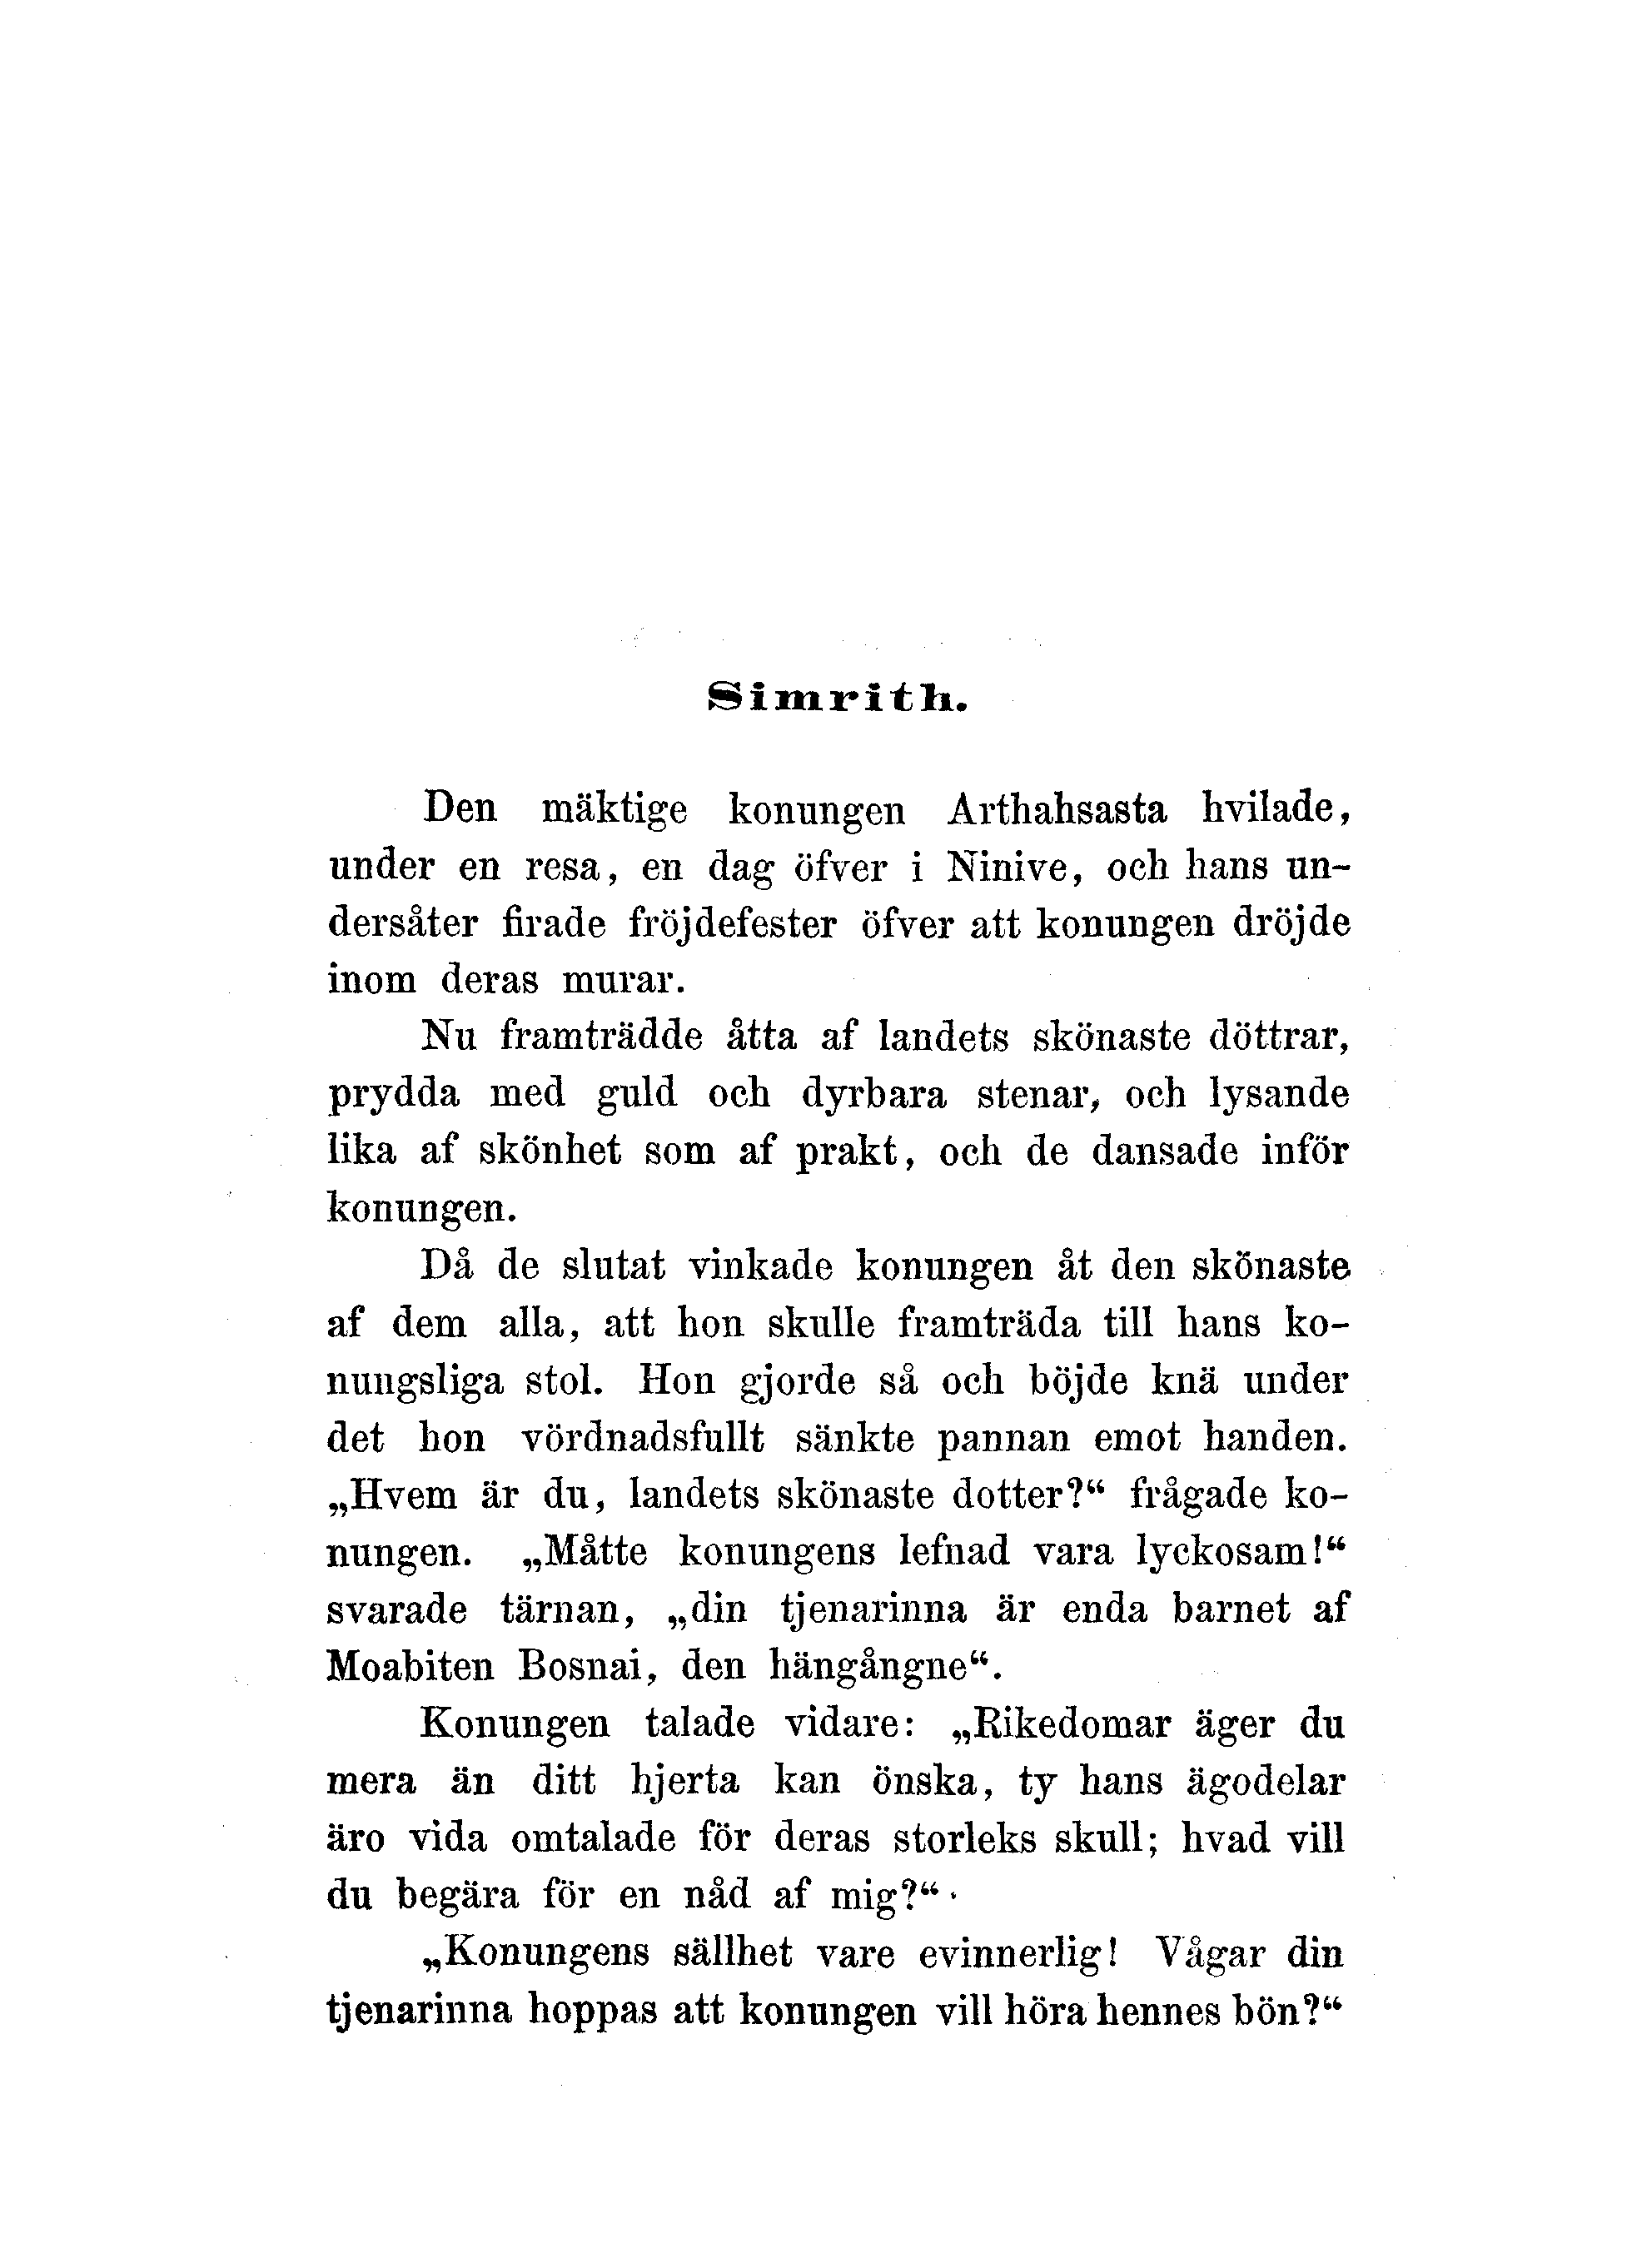 Simrith.
Den mäktige konungen Arthahsasta hvilade,
under en resa, en dag öfver i Ninive, och hans un-
dersåter firade fröjdefester öfver att konungen dröjde
inom deras murar.
Nu framträdde åtta af landets skönaste döttrar,
prydda med guld och dyrbara stenar, och lysande
lika af skönhet som af prakt, och de dansade inför
konungen.
Då de slutat vinkade konungen åt den skönaste
af dem alla, att hon skulle framträda till hans ko-
nungsliga stol. Hon gjorde så och böjde knä under
det hon vördnadsfullt sänkte pannan emot handen.
„Hvem är du, landets skönaste dotter?“ frågade ko-
nungen. „Måtte konungens lefnad vara lyckosam!“
svarade tärnan, „din tjenarinna är enda barnet af
Moabiten Bosnai, den hängångne“.
Konungen talade vidare: „Rikedomar äger du
mera än ditt hjerta kan önska, ty hans ägodelar
äro vida omtalade för deras storleks skull; hvad vill
du begära för en nåd af mig?“
„Konungens sällhet vare evinnerlig! Vågar din
tjenarinna hoppas att konungen vill höra hennes bön?“